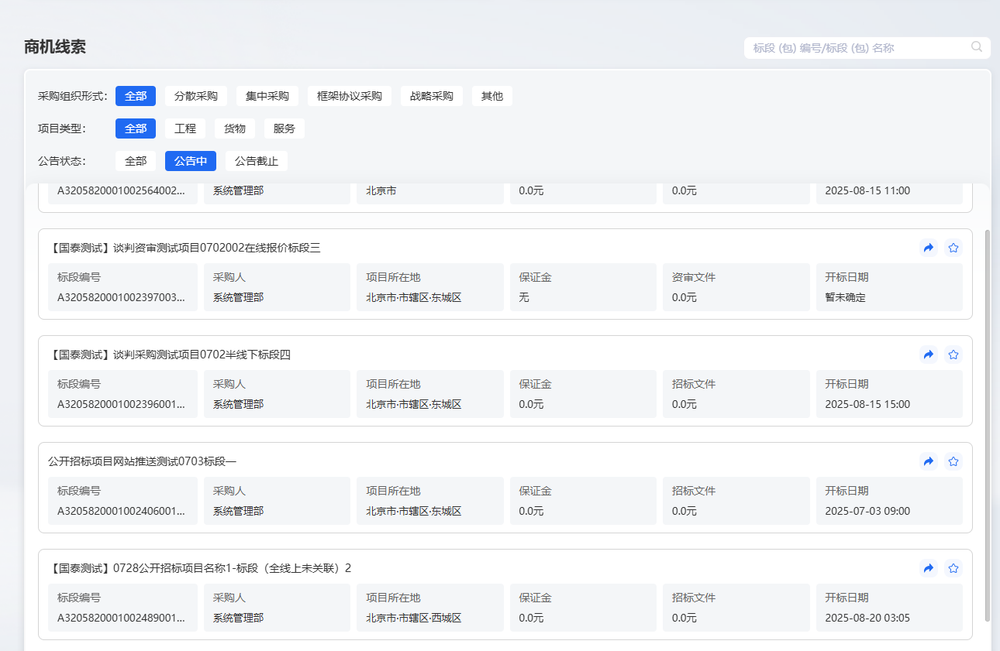 商机线索
标段 (包) 编号/标段 (包) 名称
采购组织形式: 全部 分散采购 集中采购 框架协议采购 战略采购 其他
项目类型: 全部 工程 货物 服务
公告状态: 全部 公告中 公告截止
A3205820001002564002... 系统管理部 北京市 0.0元 0.0元 2025-08-15 11:00
【国泰测试】谈判资审测试项目0702002在线报价标段三
标段编号 采购人 项目所在地 保证金 资审文件 开标日期
A3205820001002397003... 系统管理部 北京市·市辖区·东城区 无 0.0元 暂未确定
【国泰测试】谈判采购测试项目0702半线下标段四
标段编号 采购人 项目所在地 保证金 招标文件 开标日期
A3205820001002396001... 系统管理部 北京市·市辖区·东城区 0.0元 0.0元 2025-08-15 15:00
公开招标项目网站推送测试0703标段一
标段编号 采购人 项目所在地 保证金 招标文件 开标日期
A3205820001002406001... 系统管理部 北京市·市辖区·东城区 0.0元 0.0元 2025-07-03 09:00
【国泰测试】0728公开招标项目名称1-标段（全线上未关联）2
标段编号 采购人 项目所在地 保证金 招标文件 开标日期
A3205820001002489001... 系统管理部 北京市·市辖区·西城区 0.0元 0.0元 2025-08-20 03:05